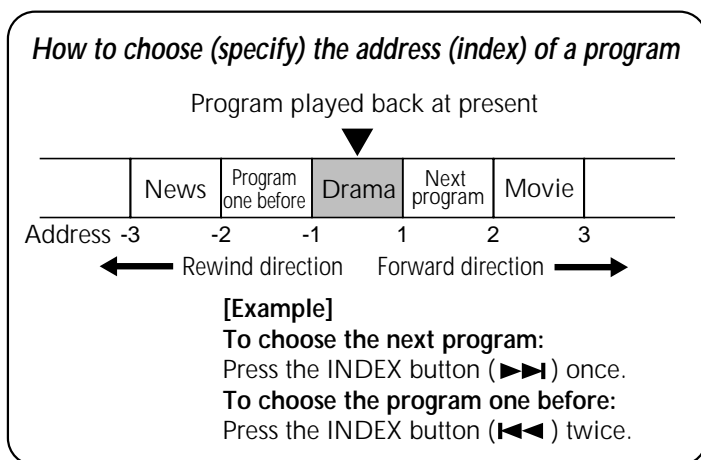 How to choose (specify) the address (index) of a program
Program played back at present
News
Program
one before
Drama
Next
program
Movie
Address -3 -2 -1 1 2 3
Rewind direction Forward direction
[Example]
To choose the next program:
Press the INDEX button (▶▶I) once.
To choose the program one before:
Press the INDEX button (I◀◀) twice.